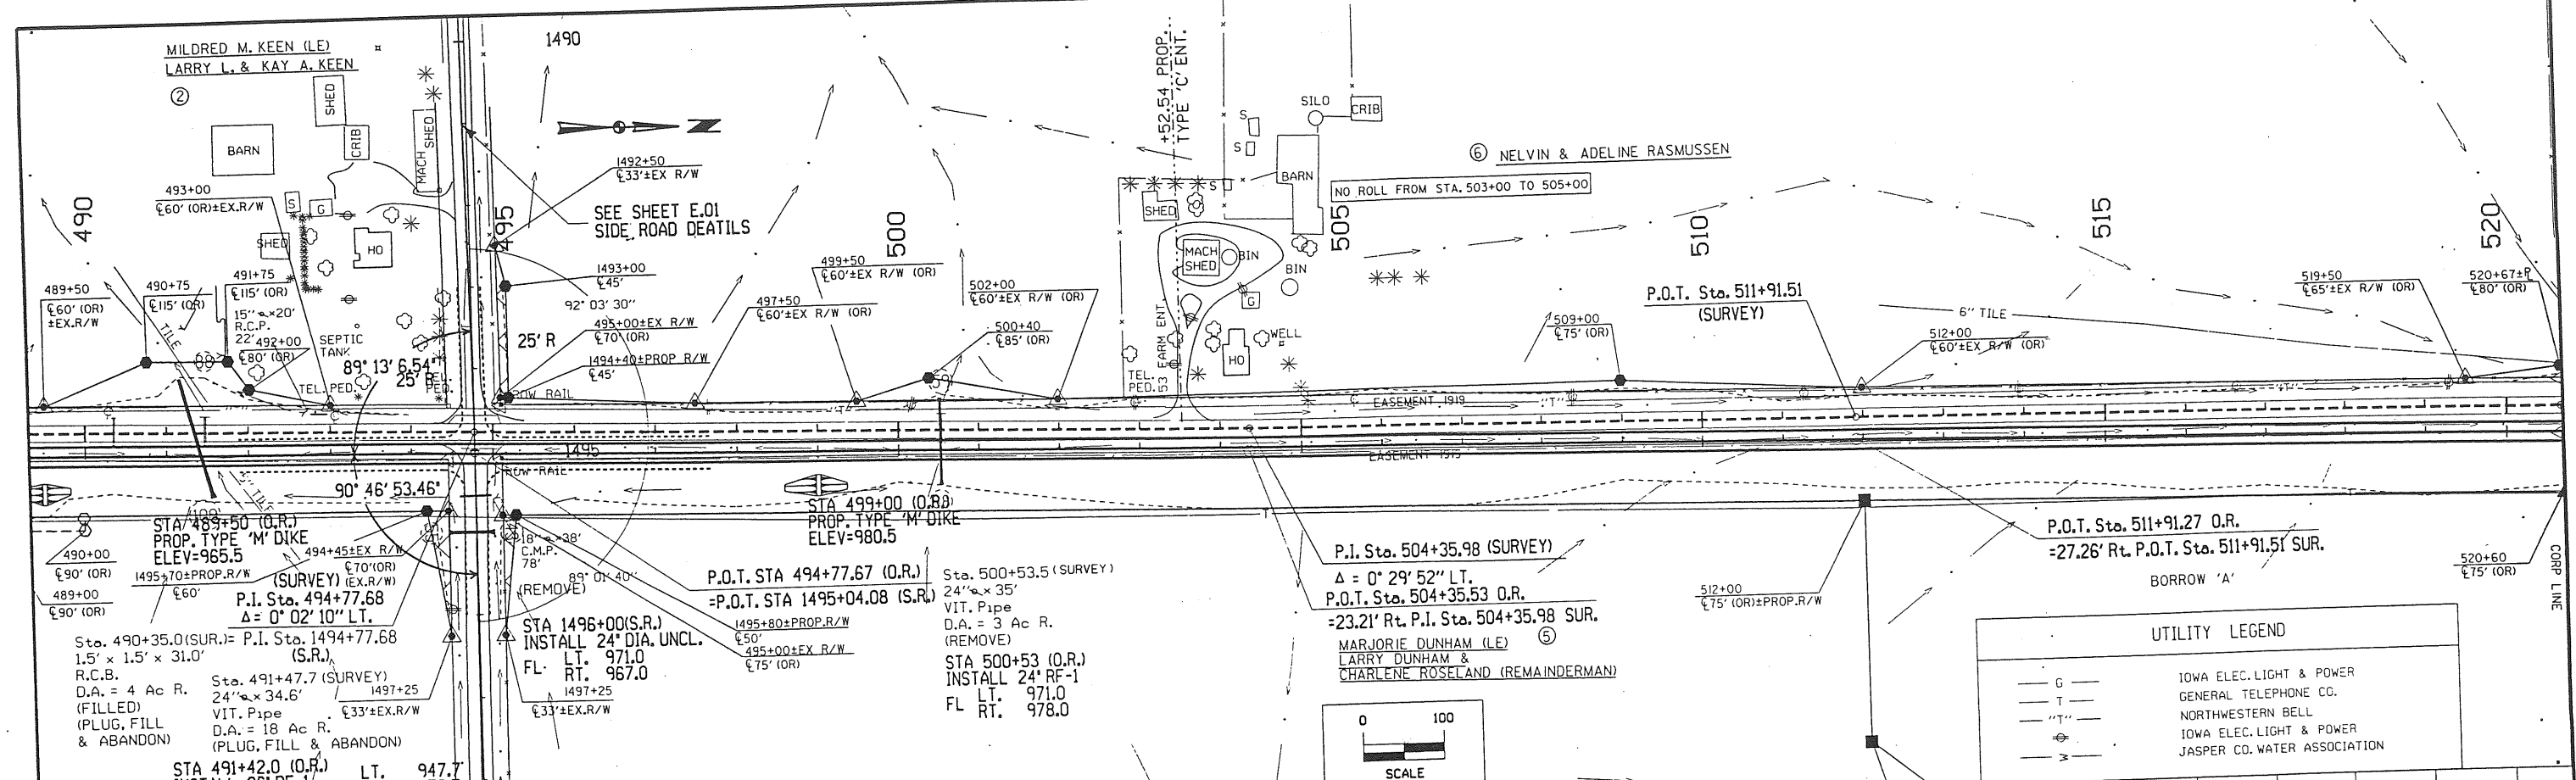 MILDRED M. KEEN (LE)
LARRY L. & KAY A. KEEN
2
1490
SHED
CRIB
BARN
MACH SHED
493+00
℄60' (OR)±EX.R/W
S
G
SHED
HO
490
495
500
505
510
515
520
1492+50
℄33'±EX R/W
SEE SHEET E.01
SIDE ROAD DEATILS
1493+00
℄45'
92° 03' 30"
+52.54 PROP.
TYPE 'C' ENT.
SILO
CRIB
S
S
BARN
S
SHED
6 NELVIN & ADELINE RASMUSSEN
NO ROLL FROM STA. 503+00 TO 505+00
MACH
SHED
BIN
BIN
G
HO
WELL
TEL.
PED.
53 FARM ENT.
489+50
℄60' (OR)
±EX.R/W
490+75
℄115' (OR)
491+75
℄115' (OR)
15" x20'
R.C.P.
22'
492+00
℄80' (OR)
TILE
SEPTIC
TANK
TEL. PED.
TEL.
PED.
89° 13' 6.54"
25' R
25' R
495+00±EX R/W
℄70'(OR)
1494+40±PROP R/W
℄45'
ROW RAIL
497+50
℄60'±EX R/W (OR)
499+50
℄60'±EX R/W (OR)
502+00
℄60'±EX R/W (OR)
500+40
℄85' (OR)
509+00
℄75' (OR)
P.O.T. Sta. 511+91.51
(SURVEY)
512+00
℄60'±EX R/W (OR)
6" TILE
519+50
℄65'±EX R/W (OR)
520+67±℄
℄80' (OR)
EASEMENT 1919
"T"
"T"
1495
ROW RAIL
90° 46' 53.46"
STA 489+50 (O.R.)
PROP. TYPE 'M' DIKE
ELEV=965.5
490+00
℄90' (OR)
489+00
℄90' (OR)
494+45±EX R/W
℄70'(OR)
(EX.R/W)
1495+70±PROP.R/W
℄60'
(SURVEY)
P.I. Sta. 494+77.68
Δ= 0° 02' 10" LT.
Sta. 490+35.0(SUR.)= P.I. Sta. 1494+77.68
(S.R.)
1.5' x 1.5' x 31.0'
R.C.B.
D.A. = 4 Ac R.
(FILLED)
(PLUG, FILL
& ABANDON)
Sta. 491+47.7 (SURVEY)
24" x 34.6'
VIT. Pipe
D.A. = 18 Ac R.
(PLUG, FILL & ABANDON)
1497+25
℄33'±EX.R/W
STA 491+42.0 (O.R.)
LT. 947.7
18" x38'
C.M.P.
78'
(REMOVE)
89° 01' 40"
STA 1496+00(S.R.)
INSTALL 24" DIA. UNCL.
FL. LT. 971.0
RT. 967.0
1497+25
℄33'±EX.R/W
P.O.T. STA 494+77.67 (O.R.)
=P.O.T. STA 1495+04.08 (S.R.)
1495+80±PROP.R/W
℄50'
495+00±EX R/W
℄75' (OR)
STA 499+00 (O.R.)
PROP. TYPE 'M' DIKE
ELEV=980.5
Sta. 500+53.5 (SURVEY)
24" x 35'
VIT. Pipe
D.A. = 3 Ac R.
(REMOVE)
STA 500+53 (O.R.)
INSTALL 24" RF-1
FL LT. 971.0
RT. 978.0
P.I. Sta. 504+35.98 (SURVEY)
Δ = 0° 29' 52" LT.
P.O.T. Sta. 504+35.53 O.R.
=23.21' Rt. P.I. Sta. 504+35.98 SUR.
MARJORIE DUNHAM (LE) 5
LARRY DUNHAM &
CHARLENE ROSELAND (REMAINDERMAN)
0 100
SCALE
512+00
℄75' (OR)±PROP.R/W
P.O.T. Sta. 511+91.27 O.R.
=27.26' Rt. P.O.T. Sta. 511+91.51 SUR.
BORROW 'A'
520+60
℄75' (OR)
CORP LINE
UTILITY LEGEND
G IOWA ELEC. LIGHT & POWER
T GENERAL TELEPHONE CO.
"T" NORTHWESTERN BELL
IOWA ELEC. LIGHT & POWER
W JASPER CO. WATER ASSOCIATION